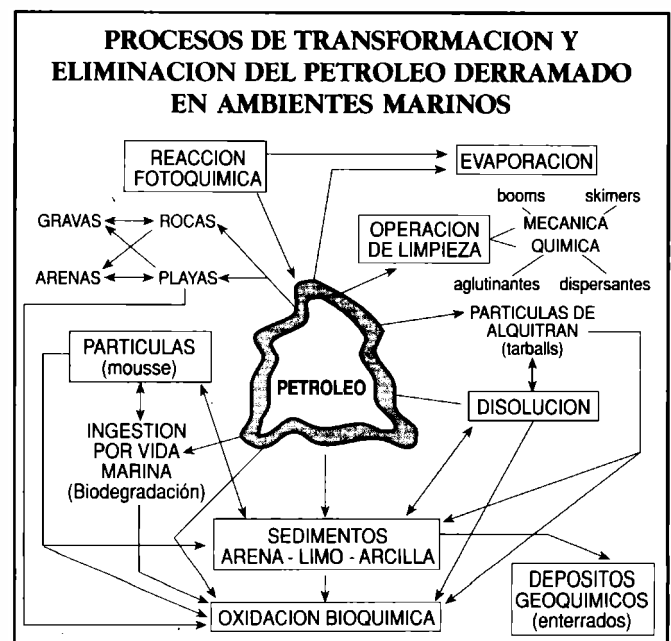 PROCESOS DE TRANSFORMACION Y
ELIMINACION DEL PETROLEO DERRAMADO
EN AMBIENTES MARINOS
REACCION
FOTOQUIMICA
EVAPORACION
booms skimers
GRAVAS ROCAS
OPERACION
DE LIMPIEZA
MECANICA
QUIMICA
ARENAS PLAYAS
aglutinantes dispersantes
PARTICULAS DE
ALQUITRAN
(tarballs)
PARTICULAS
(mousse)
PETROLEO
DISOLUCION
INGESTION
POR VIDA
MARINA
(Biodegradación)
SEDIMENTOS
ARENA - LIMO - ARCILLA
DEPOSITOS
GEOQUIMICOS
(enterrados)
OXIDACION BIOQUIMICA